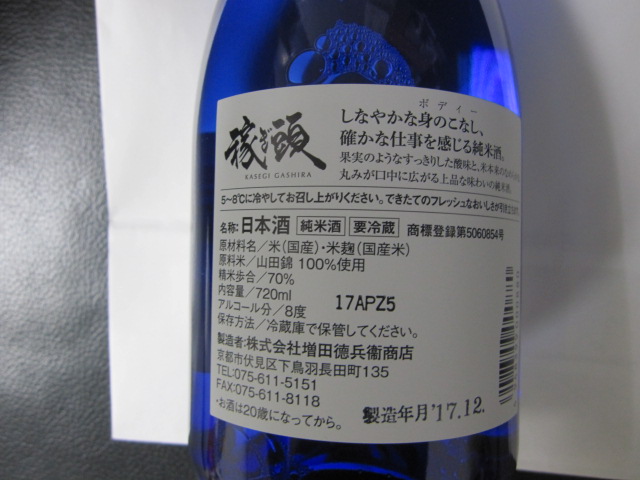 稼ぎ頭
KASEGI GASHIRA
ボディー
しなやかな身のこなし、
確かな仕事を感じる純米酒。
果実のようなすっきりした酸味と、米本来の
丸みが口中に広がる上品な味わいの純米酒。
5～8℃に冷やしてお召し上がりください。できたてのフレッシュなおいしさが
名称:日本酒 純米酒 要冷蔵 商標登録第5060854号
原材料名／米（国産）・米麹（国産米）
原料米／山田錦 100%使用
精米歩合／70%
内容量／720ml
17APZ5
アルコール分／8度
保存方法／冷蔵庫で保管してください。
製造者:株式会社増田德兵衞商店
京都市伏見区下鳥羽長田町135
TEL:075-611-5151
FAX:075-611-8118
・お酒は20歳になってから。
製造年月'17.12.